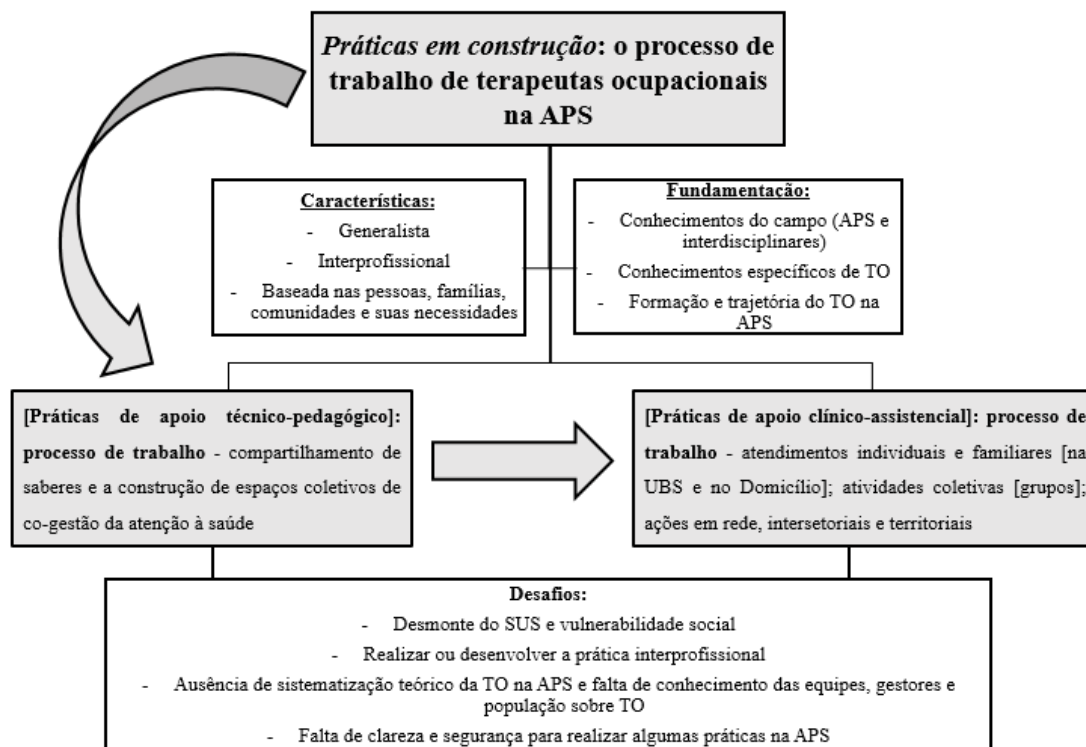 Práticas em construção: o processo de
trabalho de terapeutas ocupacionais
na APS
Características:
- Generalista
- Interprofissional
- Baseada nas pessoas, famílias,
comunidades e suas necessidades
Fundamentação:
- Conhecimentos do campo (APS e
interdisciplinares)
- Conhecimentos específicos de TO
- Formação e trajetória do TO na
APS
[Práticas de apoio técnico-pedagógico]:
processo de trabalho - compartilhamento de
saberes e a construção de espaços coletivos de
co-gestão da atenção à saúde
[Práticas de apoio clínico-assistencial]: processo de
trabalho - atendimentos individuais e familiares [na
UBS e no Domicílio]; atividades coletivas [grupos];
ações em rede, intersetoriais e territoriais
Desafios:
- Desmonte do SUS e vulnerabilidade social
- Realizar ou desenvolver a prática interprofissional
- Ausência de sistematização teórico da TO na APS e falta de conhecimento das equipes, gestores e
população sobre TO
- Falta de clareza e segurança para realizar algumas práticas na APS